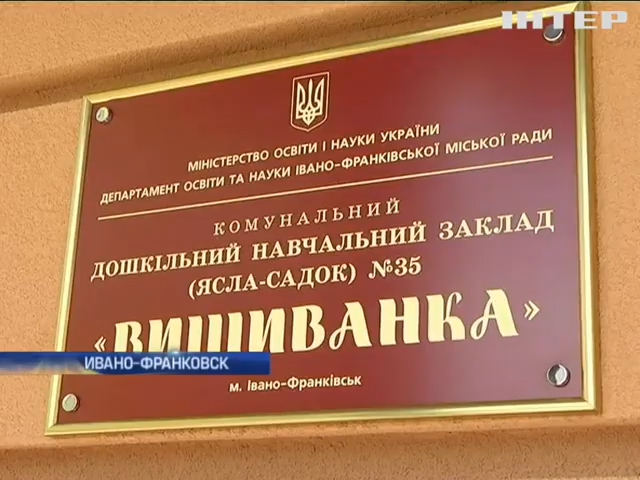 ІНТЕР
МІНІСТЕРСТВО ОСВІТИ І НАУКИ УКРАЇНИ
ДЕПАРТАМЕНТ ОСВІТИ ТА НАУКИ ІВАНО-ФРАНКІВСЬКОЇ МІСЬКОЇ РАДИ
КОМУНАЛЬНИЙ
ДОШКІЛЬНИЙ НАВЧАЛЬНИЙ ЗАКЛАД
(ЯСЛА-САДОК) №35
«ВИШИВАНКА»
ИВАНО-ФРАНКОВСК
м. Івано-Франківськ